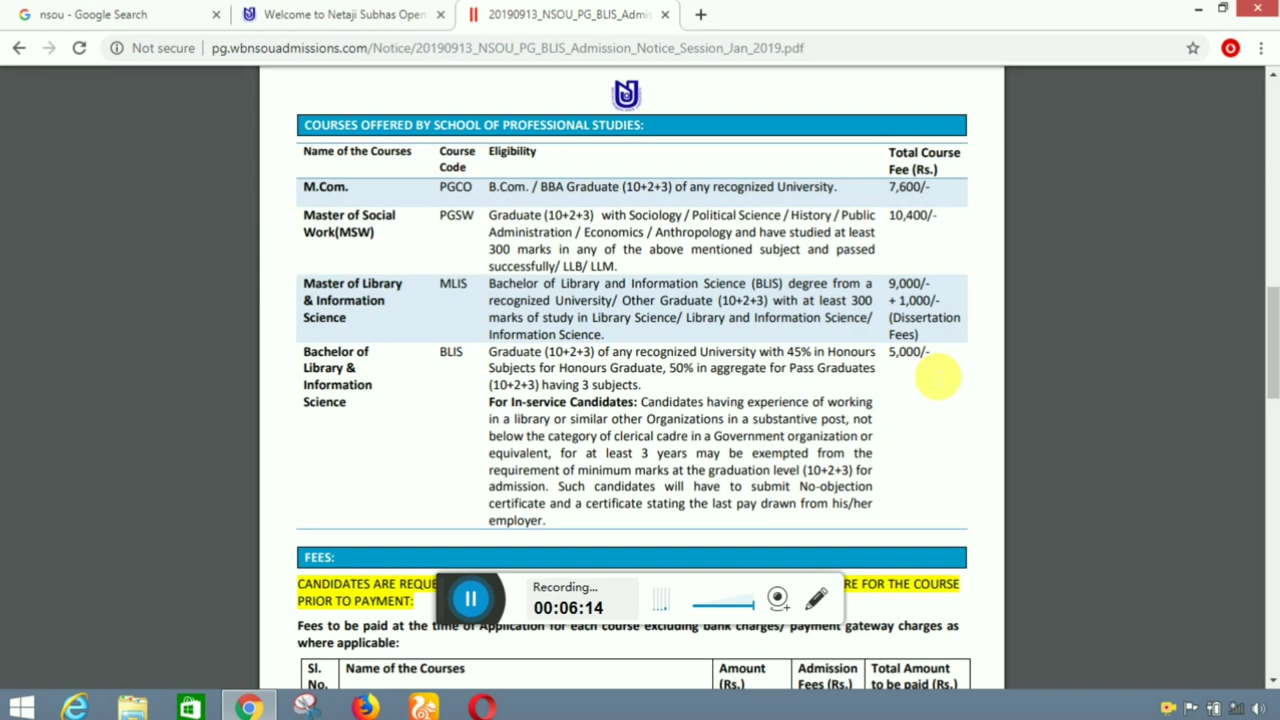 nsou - Google Search
Welcome to Netaji Subhas Open
20190913_NSOU_PG_BLIS_Admis
Not secure
pg.wbnsouadmissions.com/Notice/20190913_NSOU_PG_BLIS_Admission_Notice_Session_Jan_2019.pdf
COURSES OFFERED BY SCHOOL OF PROFESSIONAL STUDIES:
Name of the Courses Course Code Eligibility Total Course Fee (Rs.)
M.Com. PGCO B.Com. / BBA Graduate (10+2+3) of any recognized University. 7,600/-
Master of Social PGSW Graduate (10+2+3) with Sociology / Political Science / History / Public 10,400/-
Work(MSW) Administration / Economics / Anthropology and have studied at least
300 marks in any of the above mentioned subject and passed
successfully/ LLB/ LLM.
Master of Library MLIS Bachelor of Library and Information Science (BLIS) degree from a 9,000/-
& Information recognized University/ Other Graduate (10+2+3) with at least 300 + 1,000/-
Science marks of study in Library Science/ Library and Information Science/ (Dissertation
Information Science. Fees)
Bachelor of BLIS Graduate (10+2+3) of any recognized University with 45% in Honours 5,000/-
Library & Subjects for Honours Graduate, 50% in aggregate for Pass Graduates
Information (10+2+3) having 3 subjects.
Science For In-service Candidates: Candidates having experience of working
in a library or similar other Organizations in a substantive post, not
below the category of clerical cadre in a Government organization or
equivalent, for at least 3 years may be exempted from the
requirement of minimum marks at the graduation level (10+2+3) for
admission. Such candidates will have to submit No-objection
certificate and a certificate stating the last pay drawn from his/her
employer.
FEES:
CANDIDATES ARE REQUE RE FOR THE COURSE
PRIOR TO PAYMENT:
Recording...
00:06:14
Fees to be paid at the time of Application for each course excluding bank charges/ payment gateway charges as
where applicable:
Sl. Name of the Courses Amount Admission Total Amount
No. (Rs.) Fees (Rs.) to be paid (Rs.)